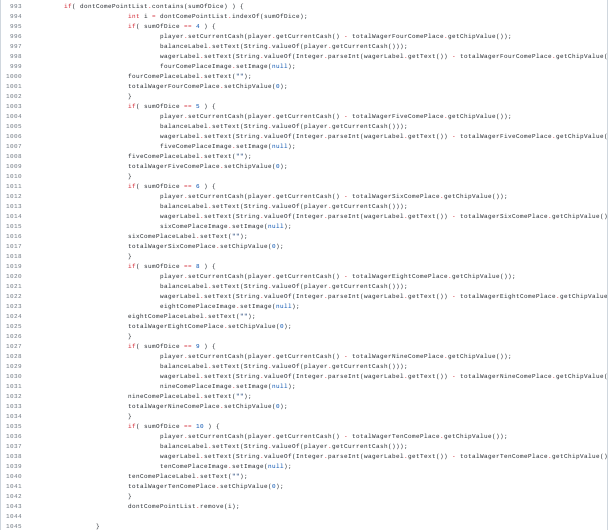 993 if( dontComePointList.contains(sumOfDice) ) {
994 int i = dontComePointList.indexOf(sumOfDice);
995 if( sumOfDice == 4 ) {
996 player.setCurrentCash(player.getCurrentCash() - totalWagerFourComePlace.getChipValue());
997 balanceLabel.setText(String.valueOf(player.getCurrentCash()));
998 wagerLabel.setText(String.valueOf(Integer.parseInt(wagerLabel.getText()) - totalWagerFourComePlace.getChipValue(
999 fourComePlaceImage.setImage(null);
1000 fourComePlaceLabel.setText("");
1001 totalWagerFourComePlace.setChipValue(0);
1002 }
1003 if( sumOfDice == 5 ) {
1004 player.setCurrentCash(player.getCurrentCash() - totalWagerFiveComePlace.getChipValue());
1005 balanceLabel.setText(String.valueOf(player.getCurrentCash()));
1006 wagerLabel.setText(String.valueOf(Integer.parseInt(wagerLabel.getText()) - totalWagerFiveComePlace.getChipValue(
1007 fiveComePlaceImage.setImage(null);
1008 fiveComePlaceLabel.setText("");
1009 totalWagerFiveComePlace.setChipValue(0);
1010 }
1011 if( sumOfDice == 6 ) {
1012 player.setCurrentCash(player.getCurrentCash() - totalWagerSixComePlace.getChipValue());
1013 balanceLabel.setText(String.valueOf(player.getCurrentCash()));
1014 wagerLabel.setText(String.valueOf(Integer.parseInt(wagerLabel.getText()) - totalWagerSixComePlace.getChipValue()
1015 sixComePlaceImage.setImage(null);
1016 sixComePlaceLabel.setText("");
1017 totalWagerSixComePlace.setChipValue(0);
1018 }
1019 if( sumOfDice == 8 ) {
1020 player.setCurrentCash(player.getCurrentCash() - totalWagerEightComePlace.getChipValue());
1021 balanceLabel.setText(String.valueOf(player.getCurrentCash()));
1022 wagerLabel.setText(String.valueOf(Integer.parseInt(wagerLabel.getText()) - totalWagerEightComePlace.getChipValue
1023 eightComePlaceImage.setImage(null);
1024 eightComePlaceLabel.setText("");
1025 totalWagerEightComePlace.setChipValue(0);
1026 }
1027 if( sumOfDice == 9 ) {
1028 player.setCurrentCash(player.getCurrentCash() - totalWagerNineComePlace.getChipValue());
1029 balanceLabel.setText(String.valueOf(player.getCurrentCash()));
1030 wagerLabel.setText(String.valueOf(Integer.parseInt(wagerLabel.getText()) - totalWagerNineComePlace.getChipValue(
1031 nineComePlaceImage.setImage(null);
1032 nineComePlaceLabel.setText("");
1033 totalWagerNineComePlace.setChipValue(0);
1034 }
1035 if( sumOfDice == 10 ) {
1036 player.setCurrentCash(player.getCurrentCash() - totalWagerTenComePlace.getChipValue());
1037 balanceLabel.setText(String.valueOf(player.getCurrentCash()));
1038 wagerLabel.setText(String.valueOf(Integer.parseInt(wagerLabel.getText()) - totalWagerTenComePlace.getChipValue()
1039 tenComePlaceImage.setImage(null);
1040 tenComePlaceLabel.setText("");
1041 totalWagerTenComePlace.setChipValue(0);
1042 }
1043 dontComePointList.remove(i);
1044
1045 }